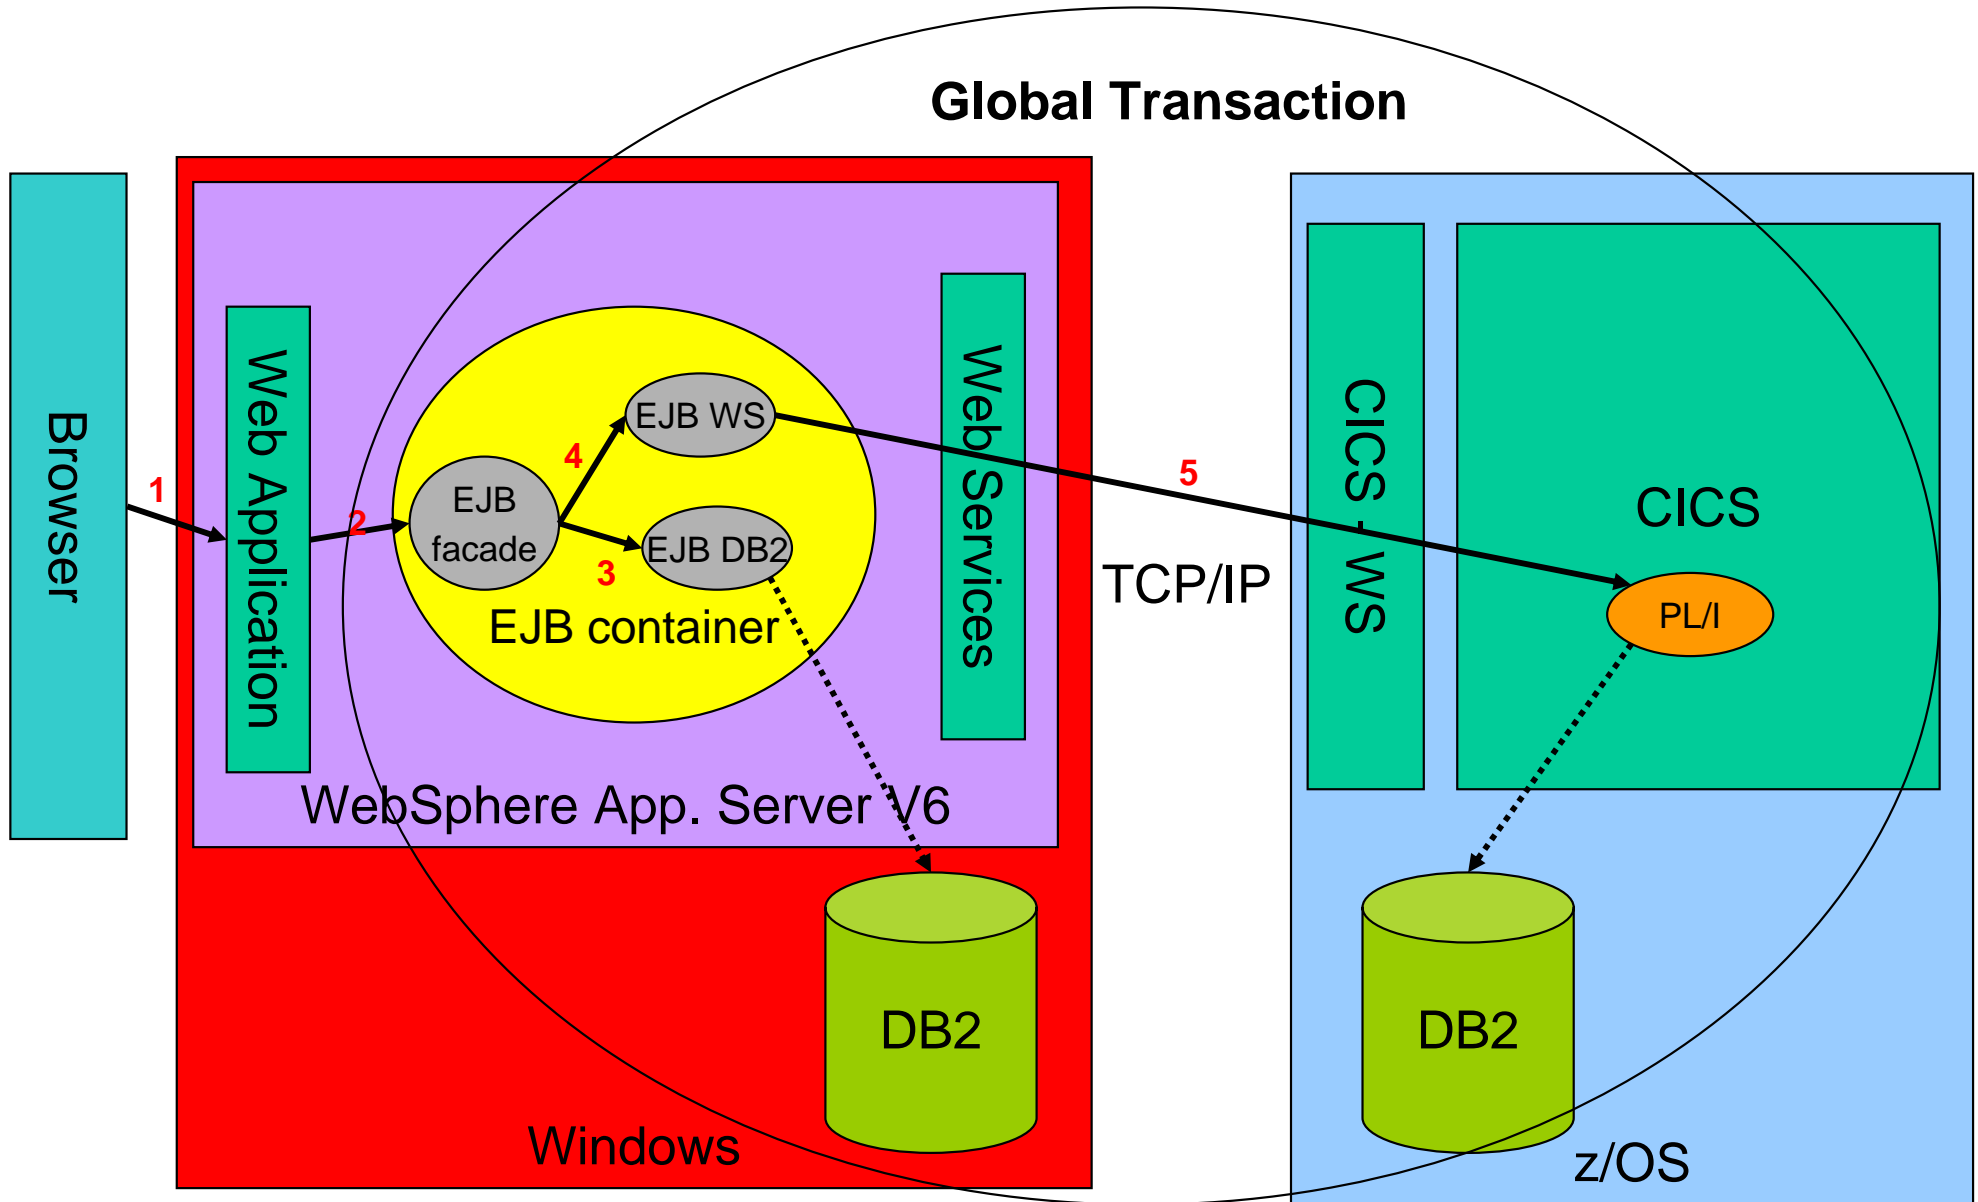 Global Transaction
Browser
1
Web Application
2
EJB
facade
4
3
EJB WS
EJB DB2
EJB container
Web Services
WebSphere App. Server V6
DB2
Windows
5
TCP/IP
CICS - WS
CICS
PL/I
DB2
z/OS